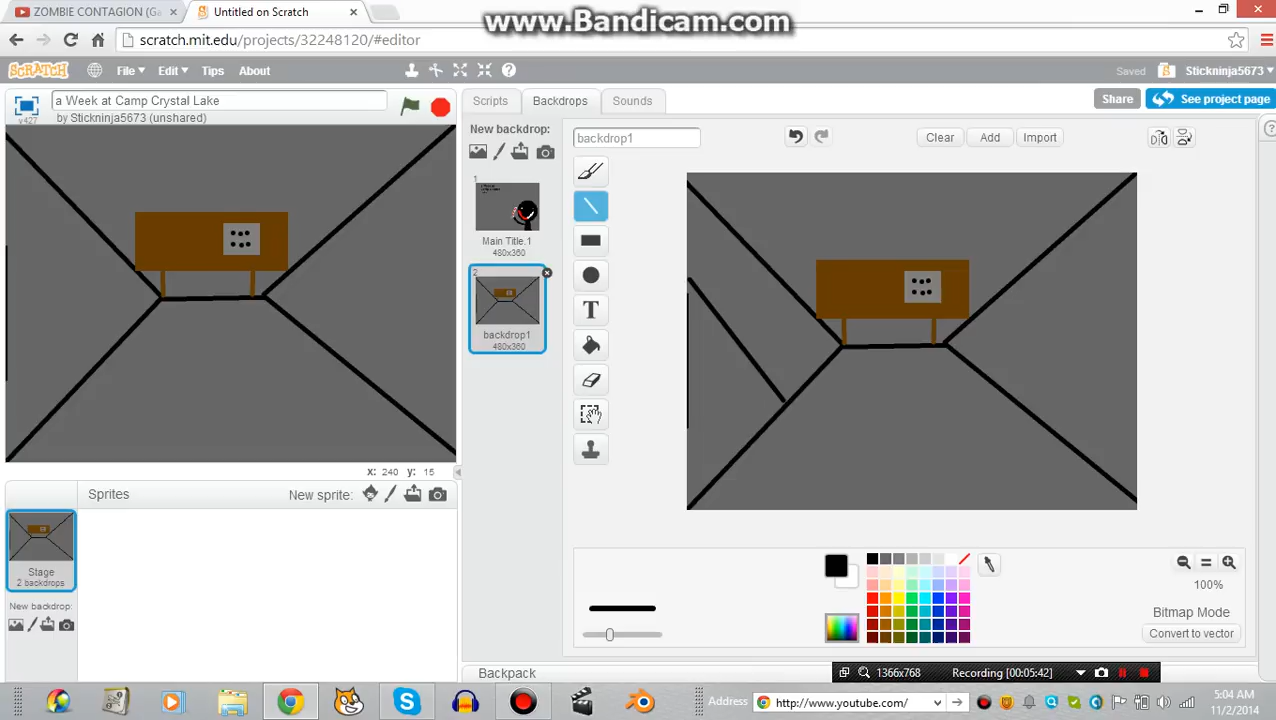 www.Bandicam.com
ZOMBIE CONTAGION (Ga
Untitled on Scratch
scratch.mit.edu/projects/32248120/#editor
SCRATCH File Edit Tips About Saved Stickninja5673
v427 a Week at Camp Crystal Lake
by Stickninja5673 (unshared)
Scripts Backdrops Sounds Share See project page
New backdrop: backdrop1 Clear Add Import
1
Main Title.1
480x360
2
backdrop1
480x360
T
x: 240 y: 15
Sprites New sprite:
Stage
2 backdrops
New backdrop:
100%
Bitmap Mode
Convert to vector
Backpack
1366x768 Recording [00:05:42]
Address http://www.youtube.com/
5:04 AM
11/2/2014